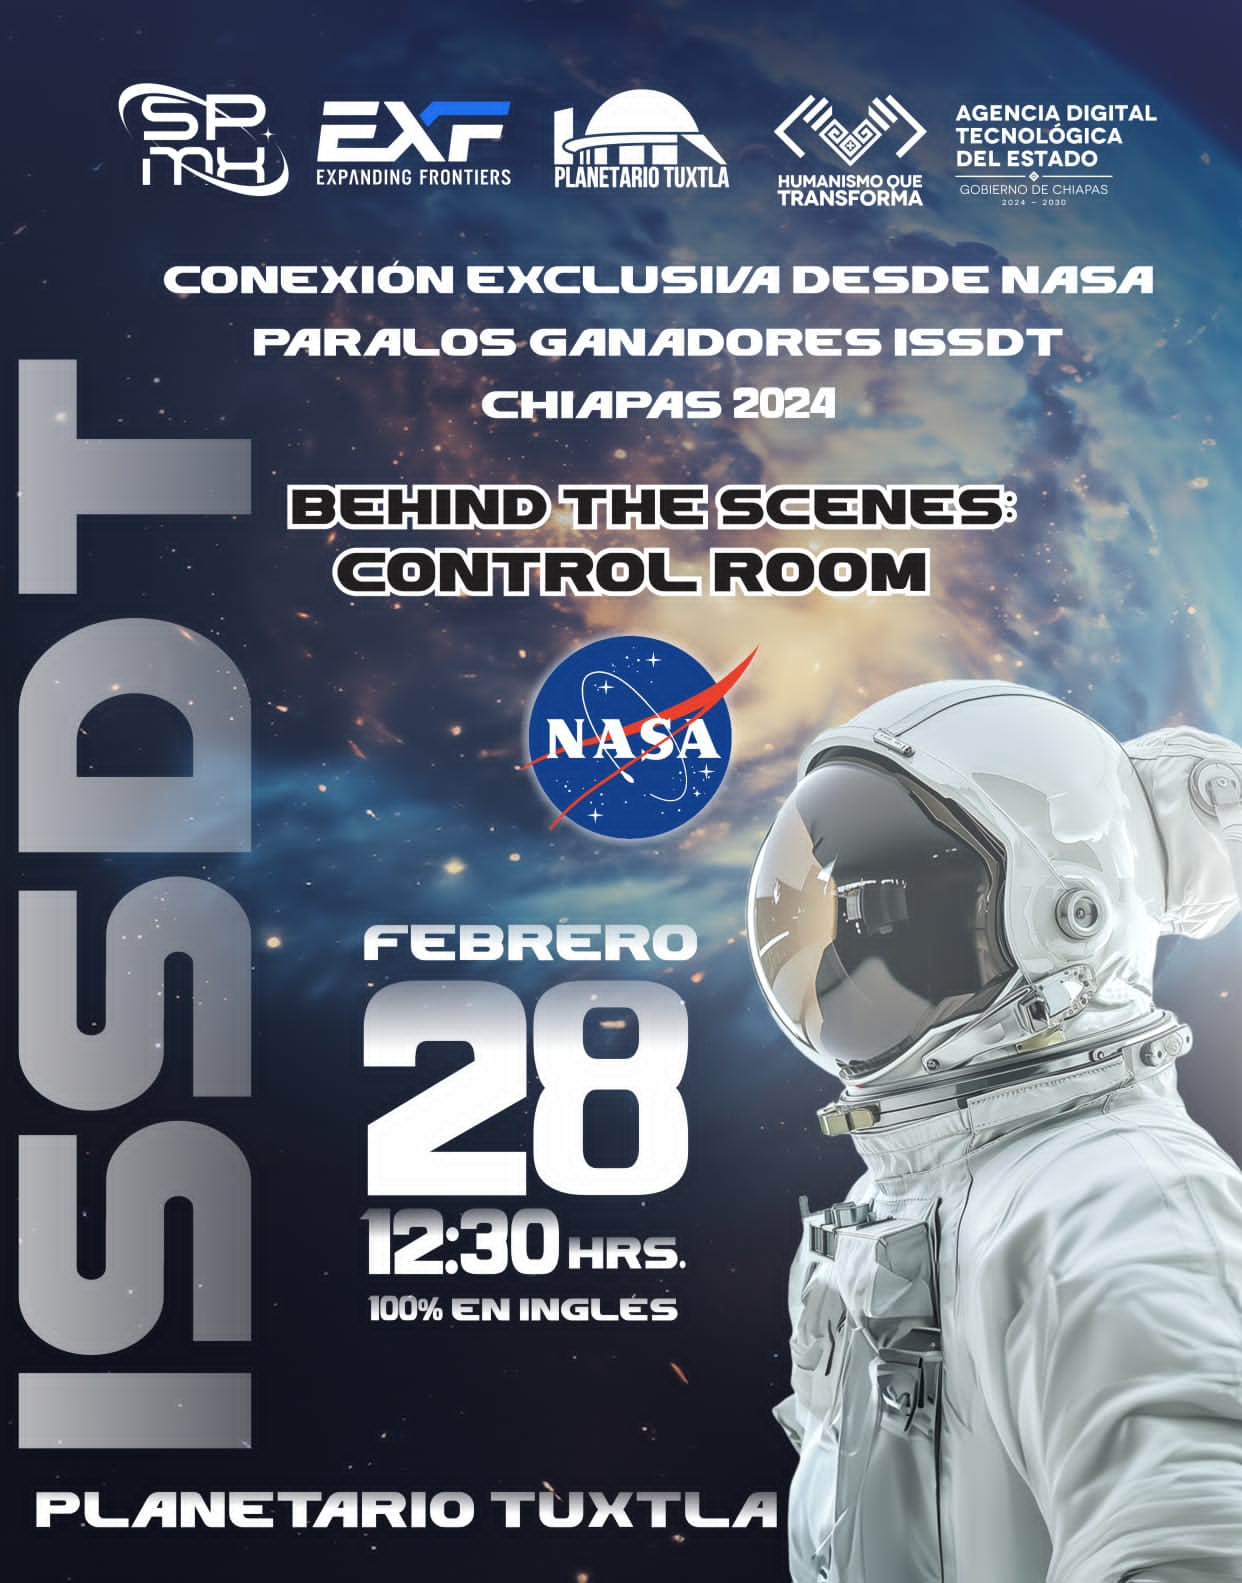 SP
MX
EXF
EXPANDING FRONTIERS
PLANETARIO TUXTLA
HUMANISMO QUE
TRANSFORMA
AGENCIA DIGITAL
TECNOLÓGICA
DEL ESTADO
GOBIERNO DE CHIAPAS
2024 - 2030
CONEXIÓN EXCLUSIVA DESDE NASA
PARALOS GANADORES ISSDT
CHIAPAS 2024
BEHIND THE SCENES:
CONTROL ROOM
NASA
ISSDT
FEBRERO
28
12:30 HRS.
100% EN INGLÉS
PLANETARIO TUXTLA